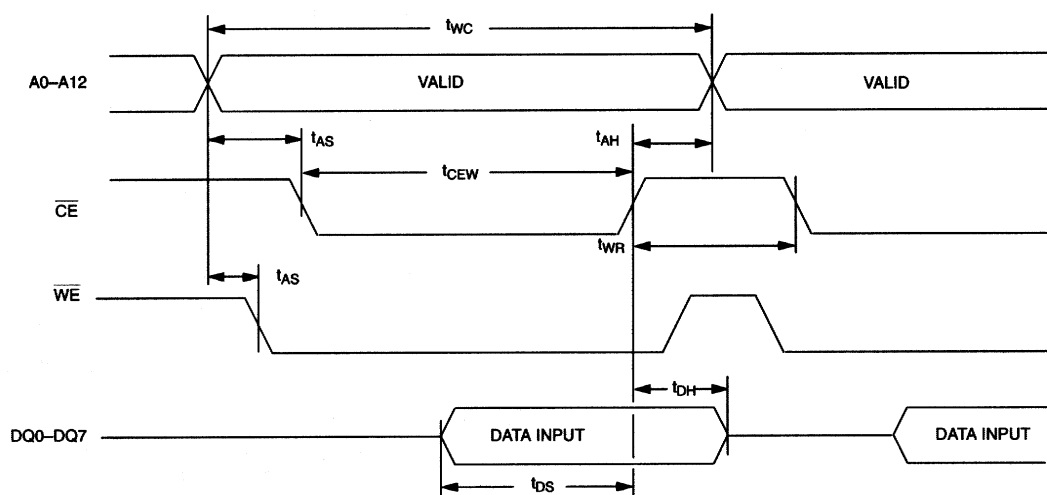 tWC
A0–A12 VALID VALID
tAS tAH
tCEW
CE
tWR
tAS
WE
tDH
DQ0–DQ7 DATA INPUT DATA INPUT
tDS